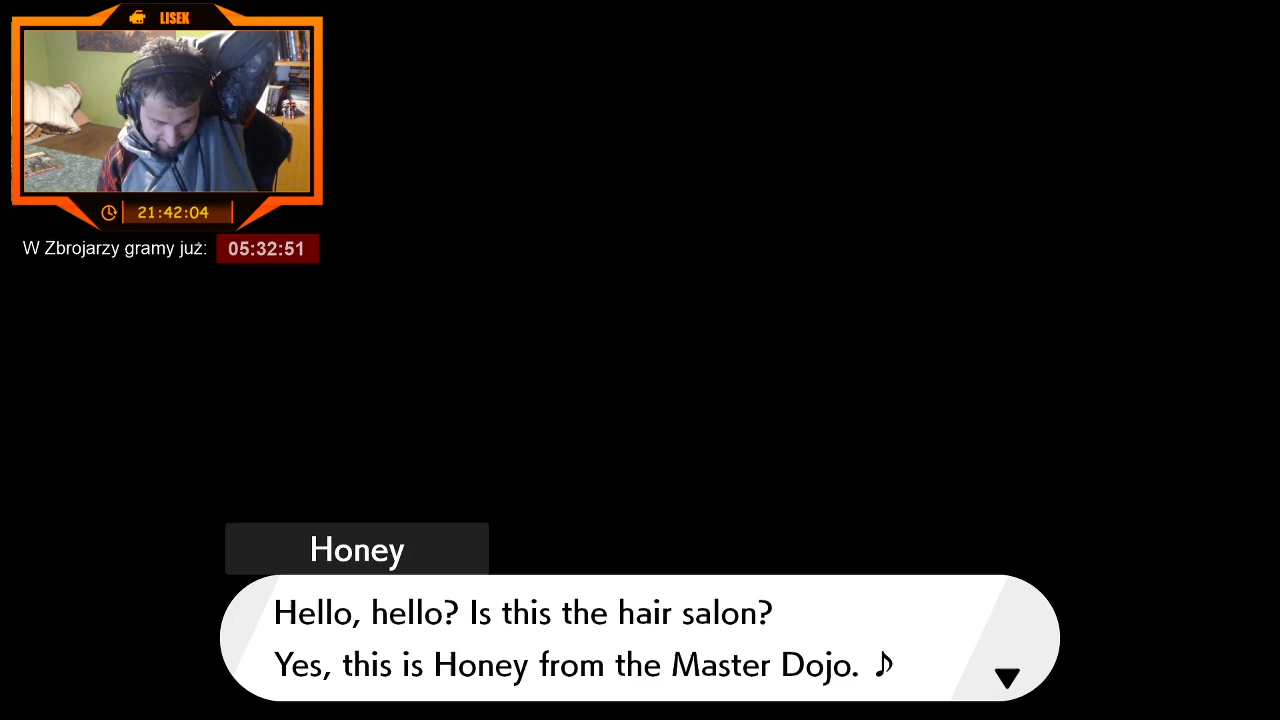 LISEK
21:42:04
W Zbrojarzy gramy już: 05:32:51
Honey
Hello, hello? Is this the hair salon?
Yes, this is Honey from the Master Dojo. ♪